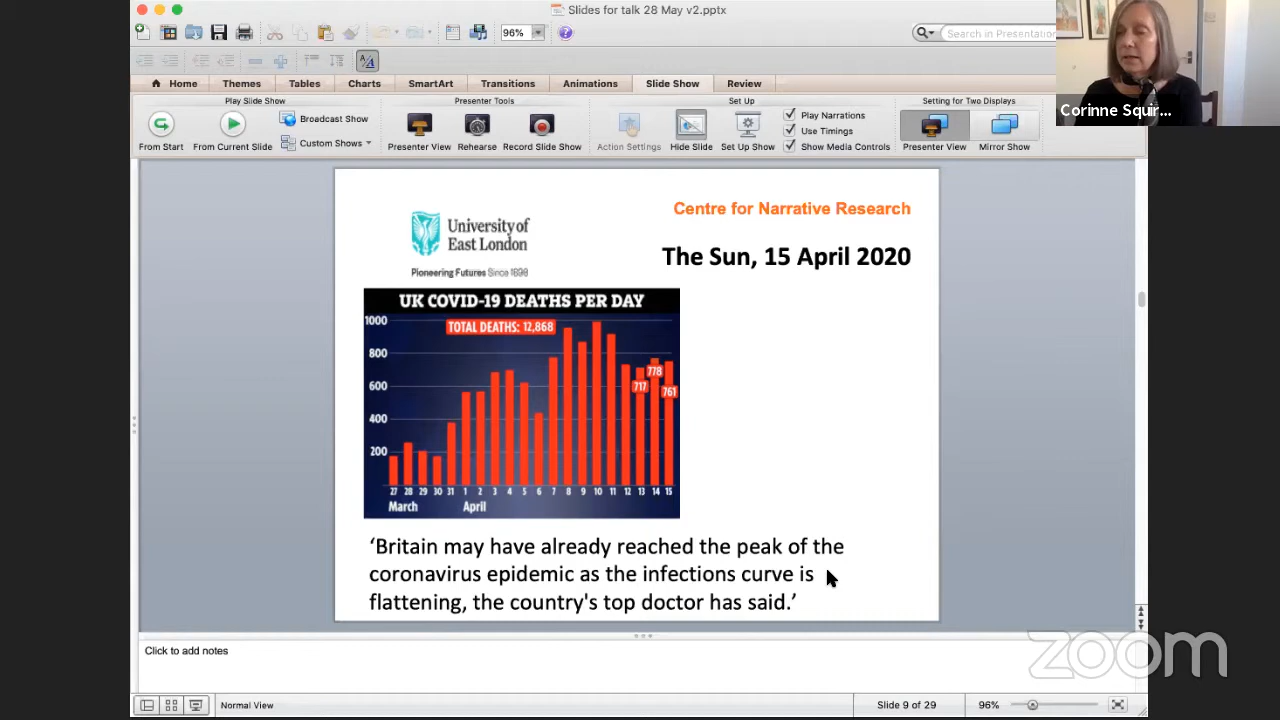 Slides for talk 28 May v2.pptx
96%
Search in Presentation
Home
Themes
Tables
Charts
SmartArt
Transitions
Animations
Slide Show
Review
Play Slide Show
Presenter Tools
Set Up
Setting for Two Displays
From Start
From Current Slide
Broadcast Show
Custom Shows
Presenter View
Rehearse
Record Slide Show
Action Settings
Hide Slide
Set Up Show
Play Narrations
Use Timings
Show Media Controls
Presenter View
Mirror Show
Corinne Squir...
University of
East London
Pioneering Futures Since 1898
Centre for Narrative Research
The Sun, 15 April 2020
UK COVID-19 DEATHS PER DAY
TOTAL DEATHS: 12,868
1000
800
600
400
200
717
778
761
27 28 29 30 31 1 2 3 4 5 6 7 8 9 10 11 12 13 14 15
March April
‘Britain may have already reached the peak of the
coronavirus epidemic as the infections curve is
flattening, the country's top doctor has said.’
Click to add notes
Normal View
Slide 9 of 29
96%
zoom